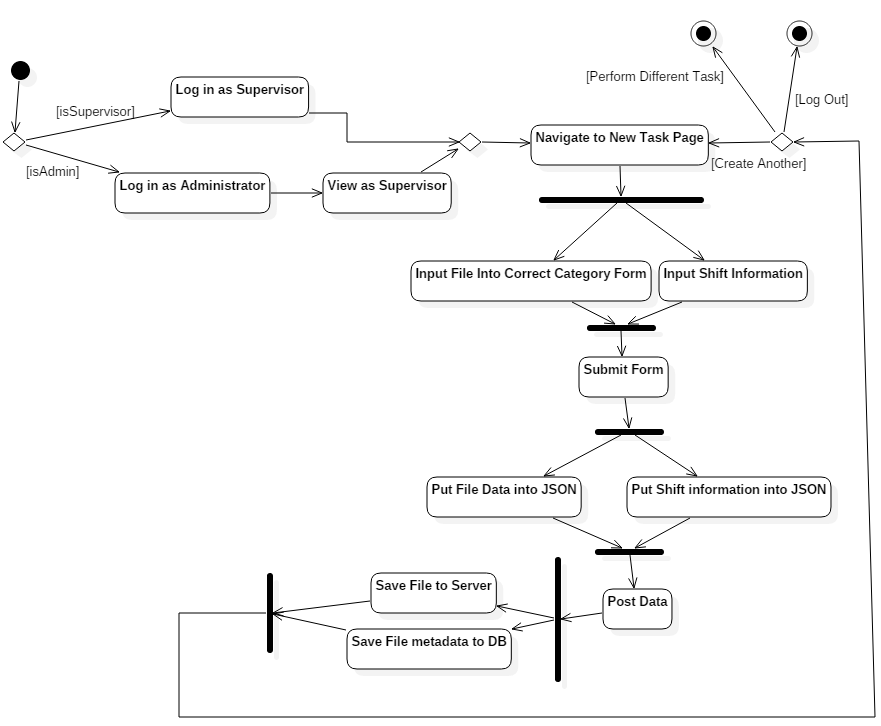 [Perform Different Task]
[Log Out]
Log in as Supervisor
[isSupervisor]
Navigate to New Task Page
[Create Another]
[isAdmin]
Log in as Administrator
View as Supervisor
Input File Into Correct Category Form
Input Shift Information
Submit Form
Put File Data into JSON
Put Shift information into JSON
Save File to Server
Post Data
Save File metadata to DB